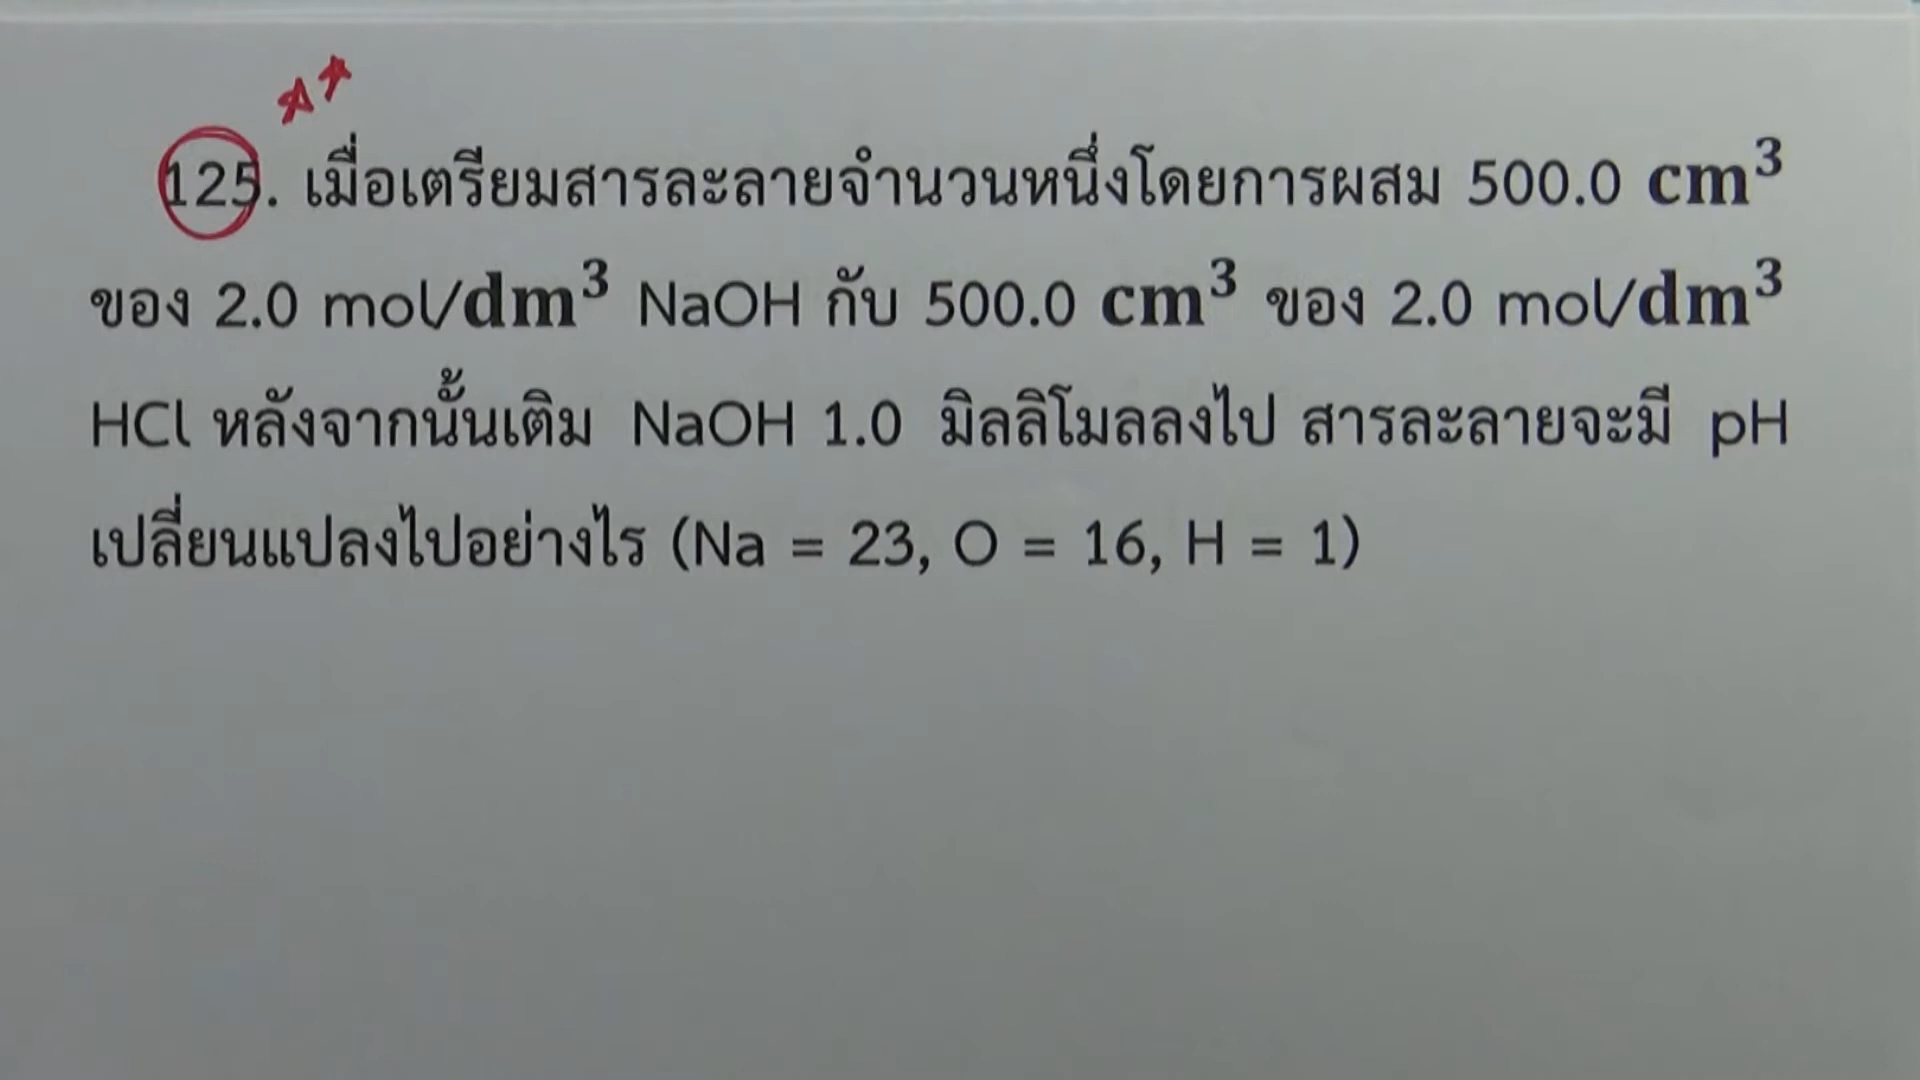 125. เมื่อเตรียมสารละลายจำนวนหนึ่งโดยการผสม 500.0 cm³
ของ 2.0 mol/dm³ NaOH กับ 500.0 cm³ ของ 2.0 mol/dm³
HCl หลังจากนั้นเติม NaOH 1.0 มิลลิโมลลงไป สารละลายจะมี pH
เปลี่ยนแปลงไปอย่างไร (Na = 23, O = 16, H = 1)